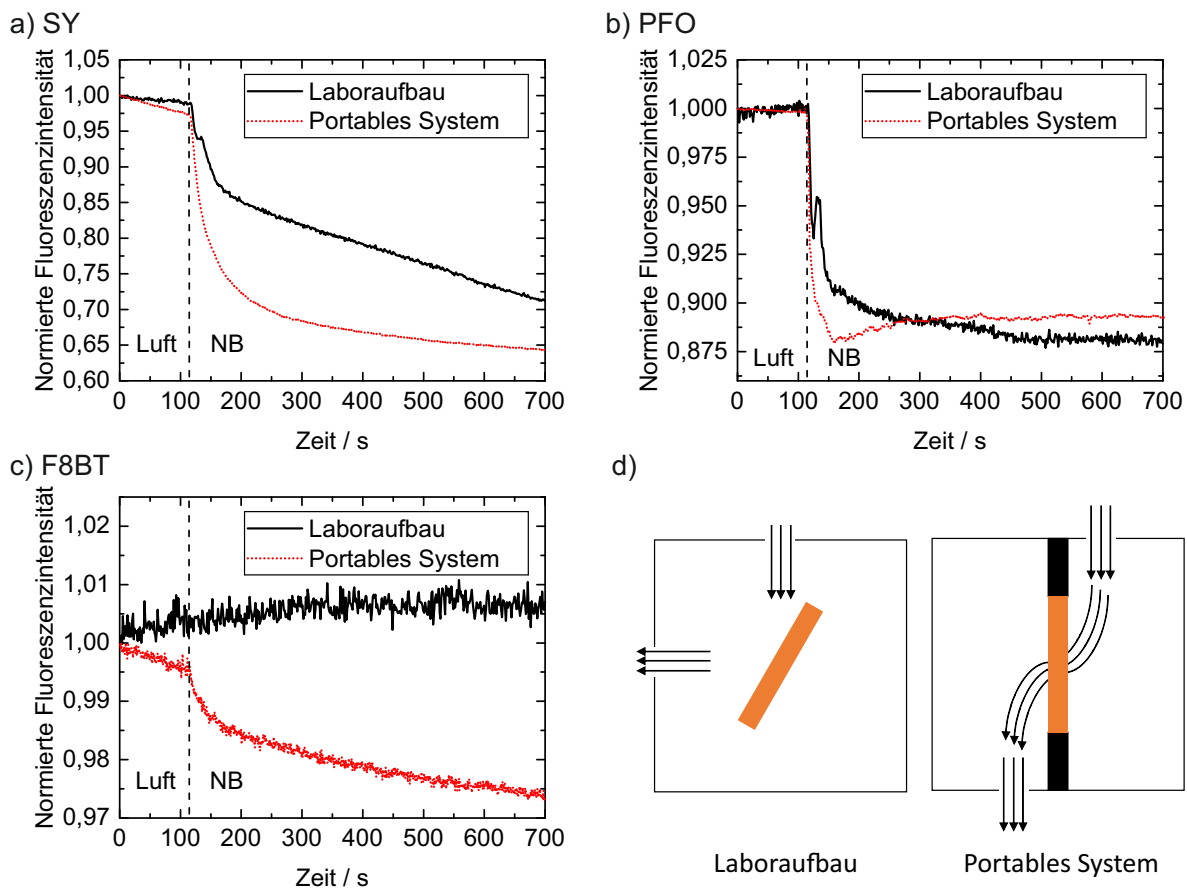 a) SY
Normierte Fluoreszenzintensität
1,05
1,00
0,95
0,90
0,85
0,80
0,75
0,70
0,65
0,60
Laboraufbau
Portables System
Luft
NB
0
100
200
300
400
500
600
700
Zeit / s
b) PFO
Normierte Fluoreszenzintensität
1,025
1,000
0,975
0,950
0,925
0,900
0,875
Laboraufbau
Portables System
Luft
NB
0
100
200
300
400
500
600
700
Zeit / s
c) F8BT
Normierte Fluoreszenzintensität
1,02
1,01
1,00
0,99
0,98
0,97
Laboraufbau
Portables System
Luft
NB
0
100
200
300
400
500
600
700
Zeit / s
d)
Laboraufbau
Portables System